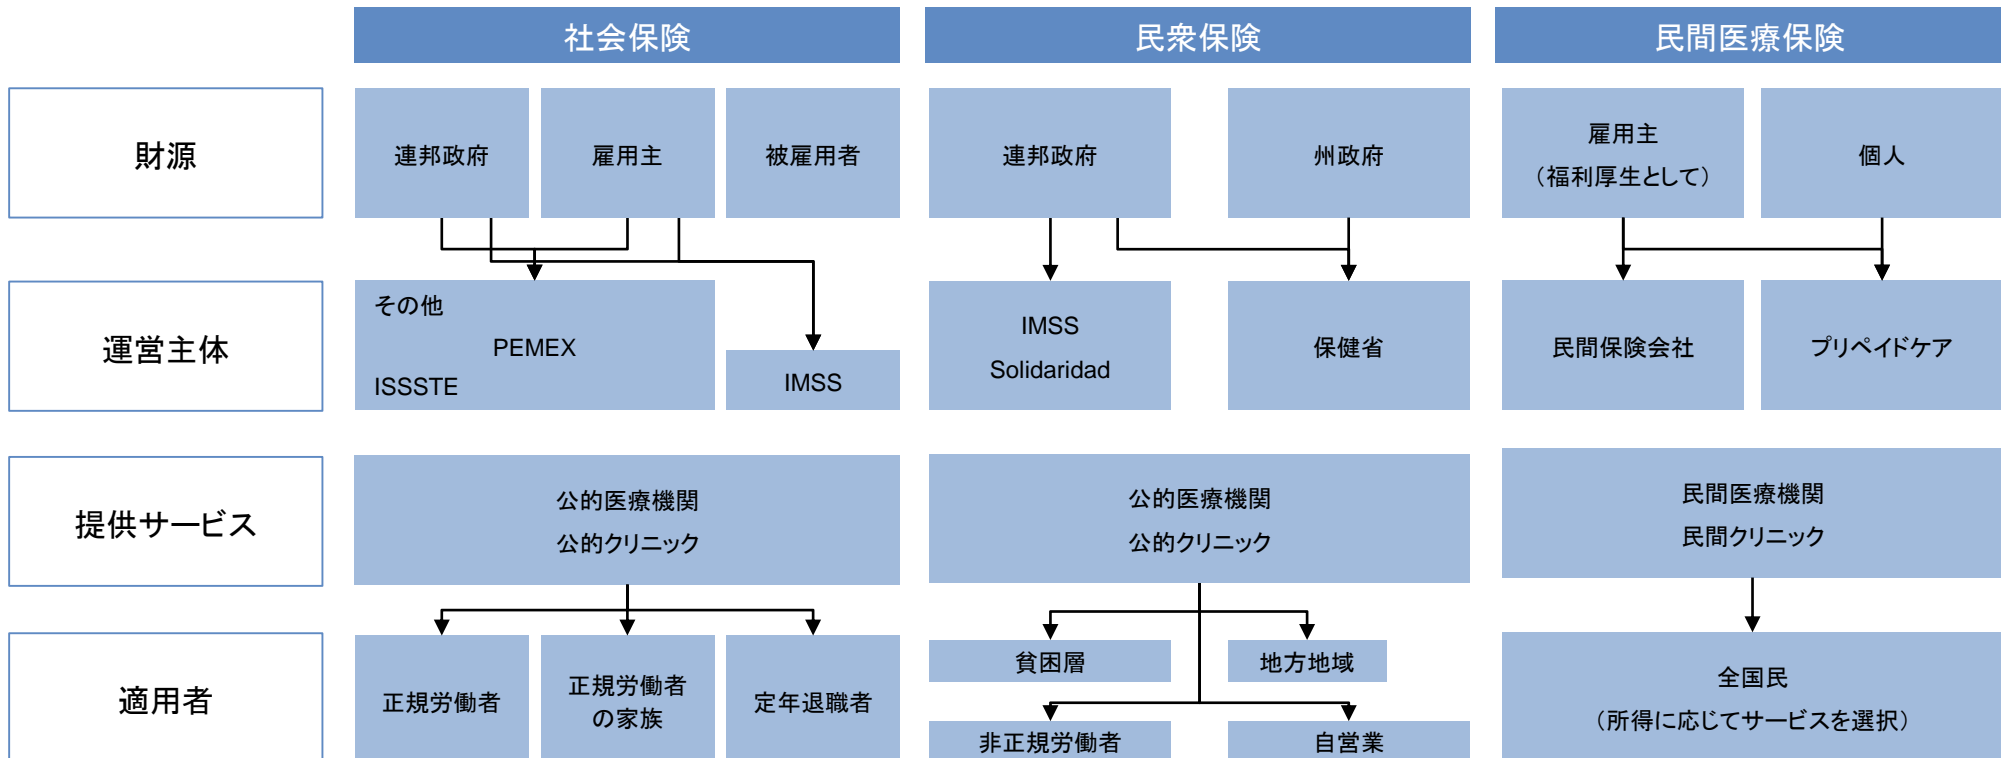 社会保険
民衆保険
民間医療保険
財源
連邦政府
雇用主
被雇用者
連邦政府
州政府
雇用主
（福利厚生として）
個人
運営主体
その他
PEMEX
ISSSTE
IMSS
IMSS
Solidaridad
保健省
民間保険会社
プリペイドケア
提供サービス
公的医療機関
公的クリニック
公的医療機関
公的クリニック
民間医療機関
民間クリニック
適用者
正規労働者
正規労働者
の家族
定年退職者
貧困層
地方地域
非正規労働者
自営業
全国民
（所得に応じてサービスを選択）